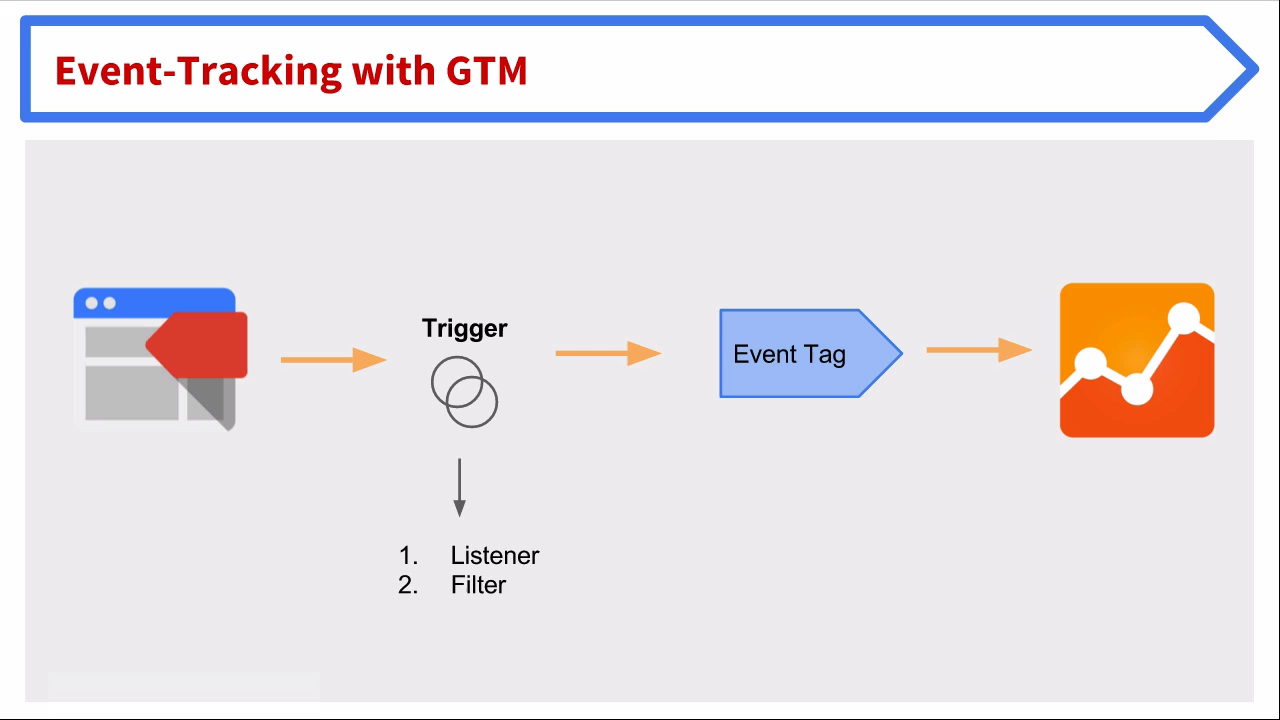 Event-Tracking with GTM
Trigger
Event Tag
1. Listener
2. Filter